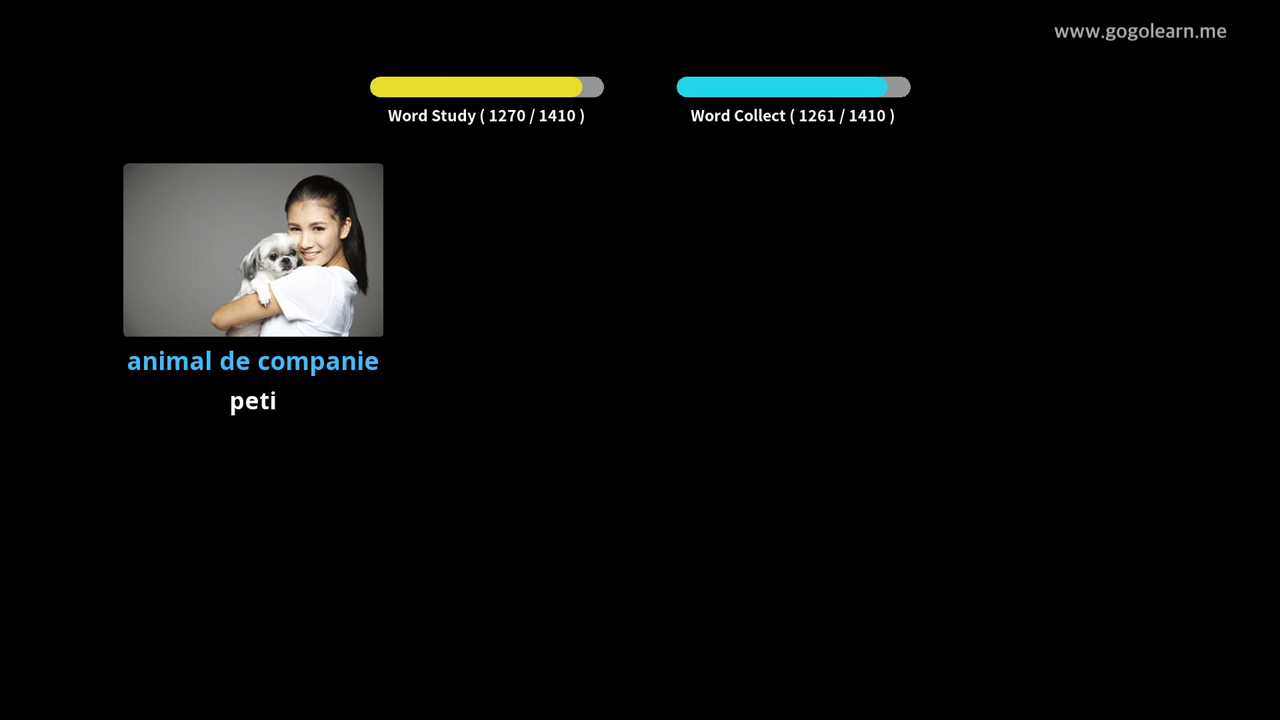 www.gogolearn.me
Word Study ( 1270 / 1410 )
Word Collect ( 1261 / 1410 )
animal de companie
peti